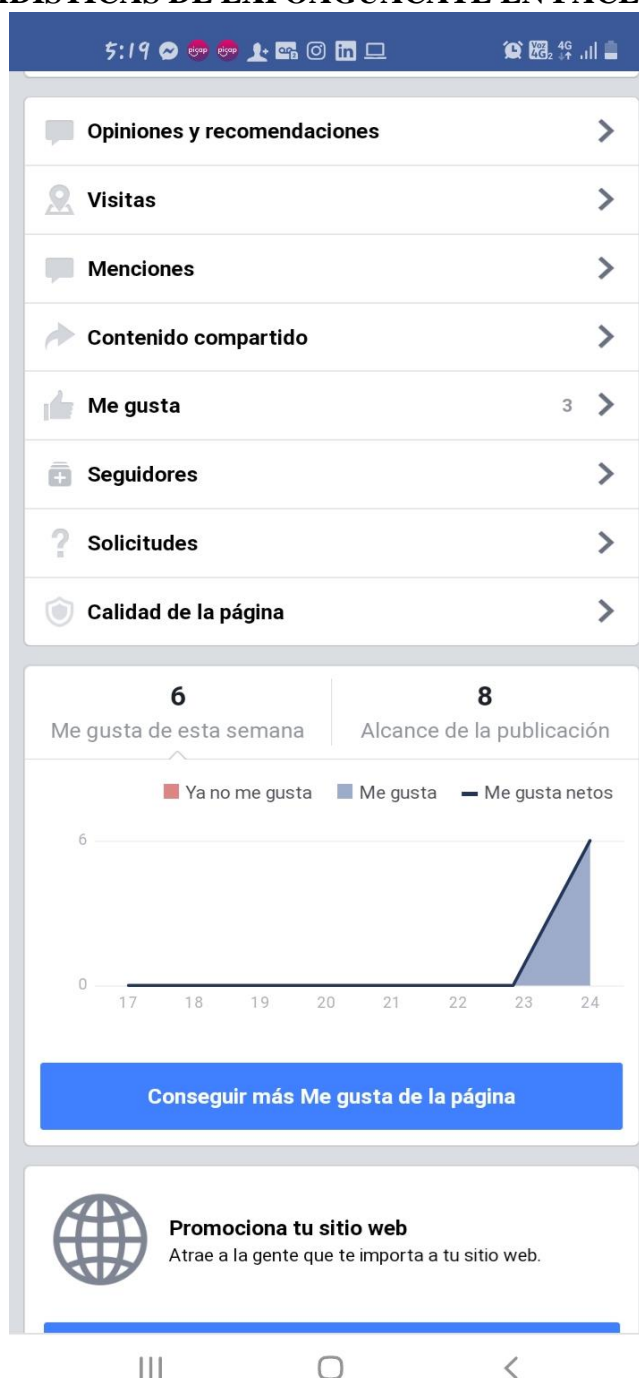 5:19
Voz
4G2
4G
Opiniones y recomendaciones
Visitas
Menciones
Contenido compartido
Me gusta 3
Seguidores
Solicitudes
Calidad de la página
6 8
Me gusta de esta semana Alcance de la publicación
Ya no me gusta Me gusta Me gusta netos
6
0
17 18 19 20 21 22 23 24
Conseguir más Me gusta de la página
Promociona tu sitio web
Atrae a la gente que te importa a tu sitio web.